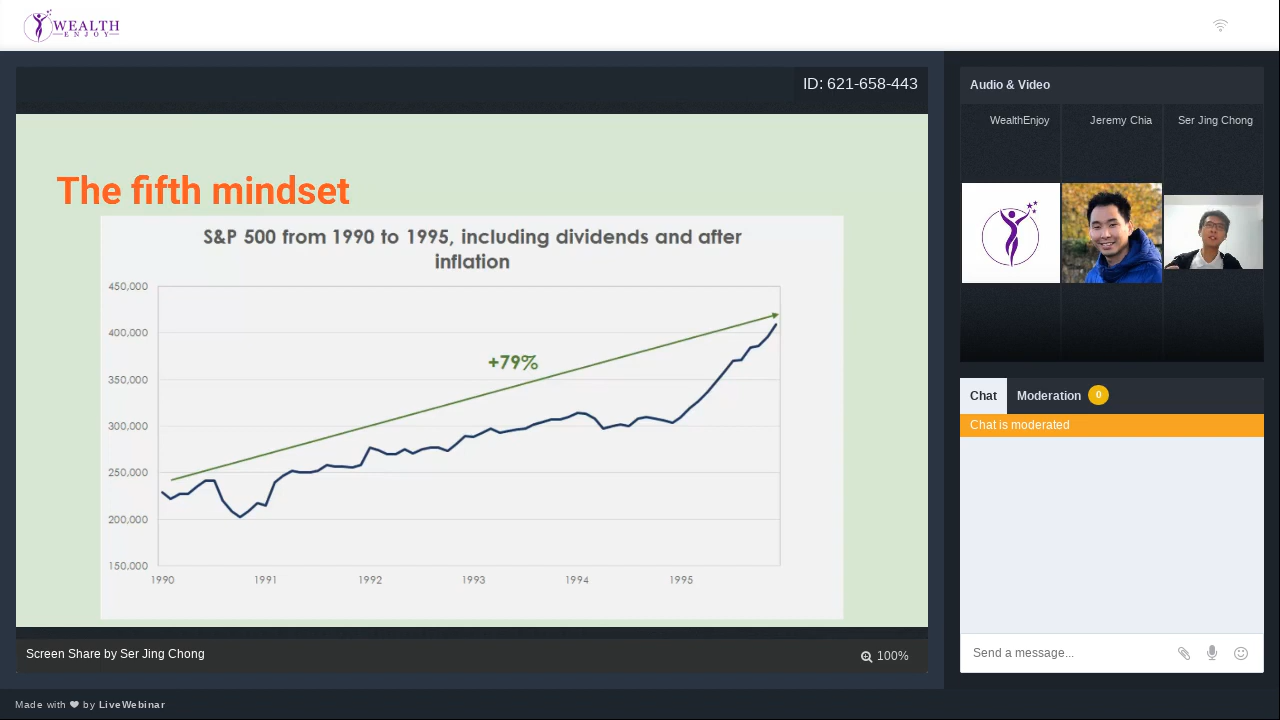 WEALTH
ENJOY
ID: 621-658-443
The fifth mindset
S&P 500 from 1990 to 1995, including dividends and after
inflation
450,000
400,000
+79%
350,000
300,000
250,000
200,000
150,000
1990 1991 1992 1993 1994 1995
Screen Share by Ser Jing Chong
100%
Audio & Video
WealthEnjoy Jeremy Chia Ser Jing Chong
Chat Moderation 0
Chat is moderated
Send a message...
Made with ❤ by LiveWebinar